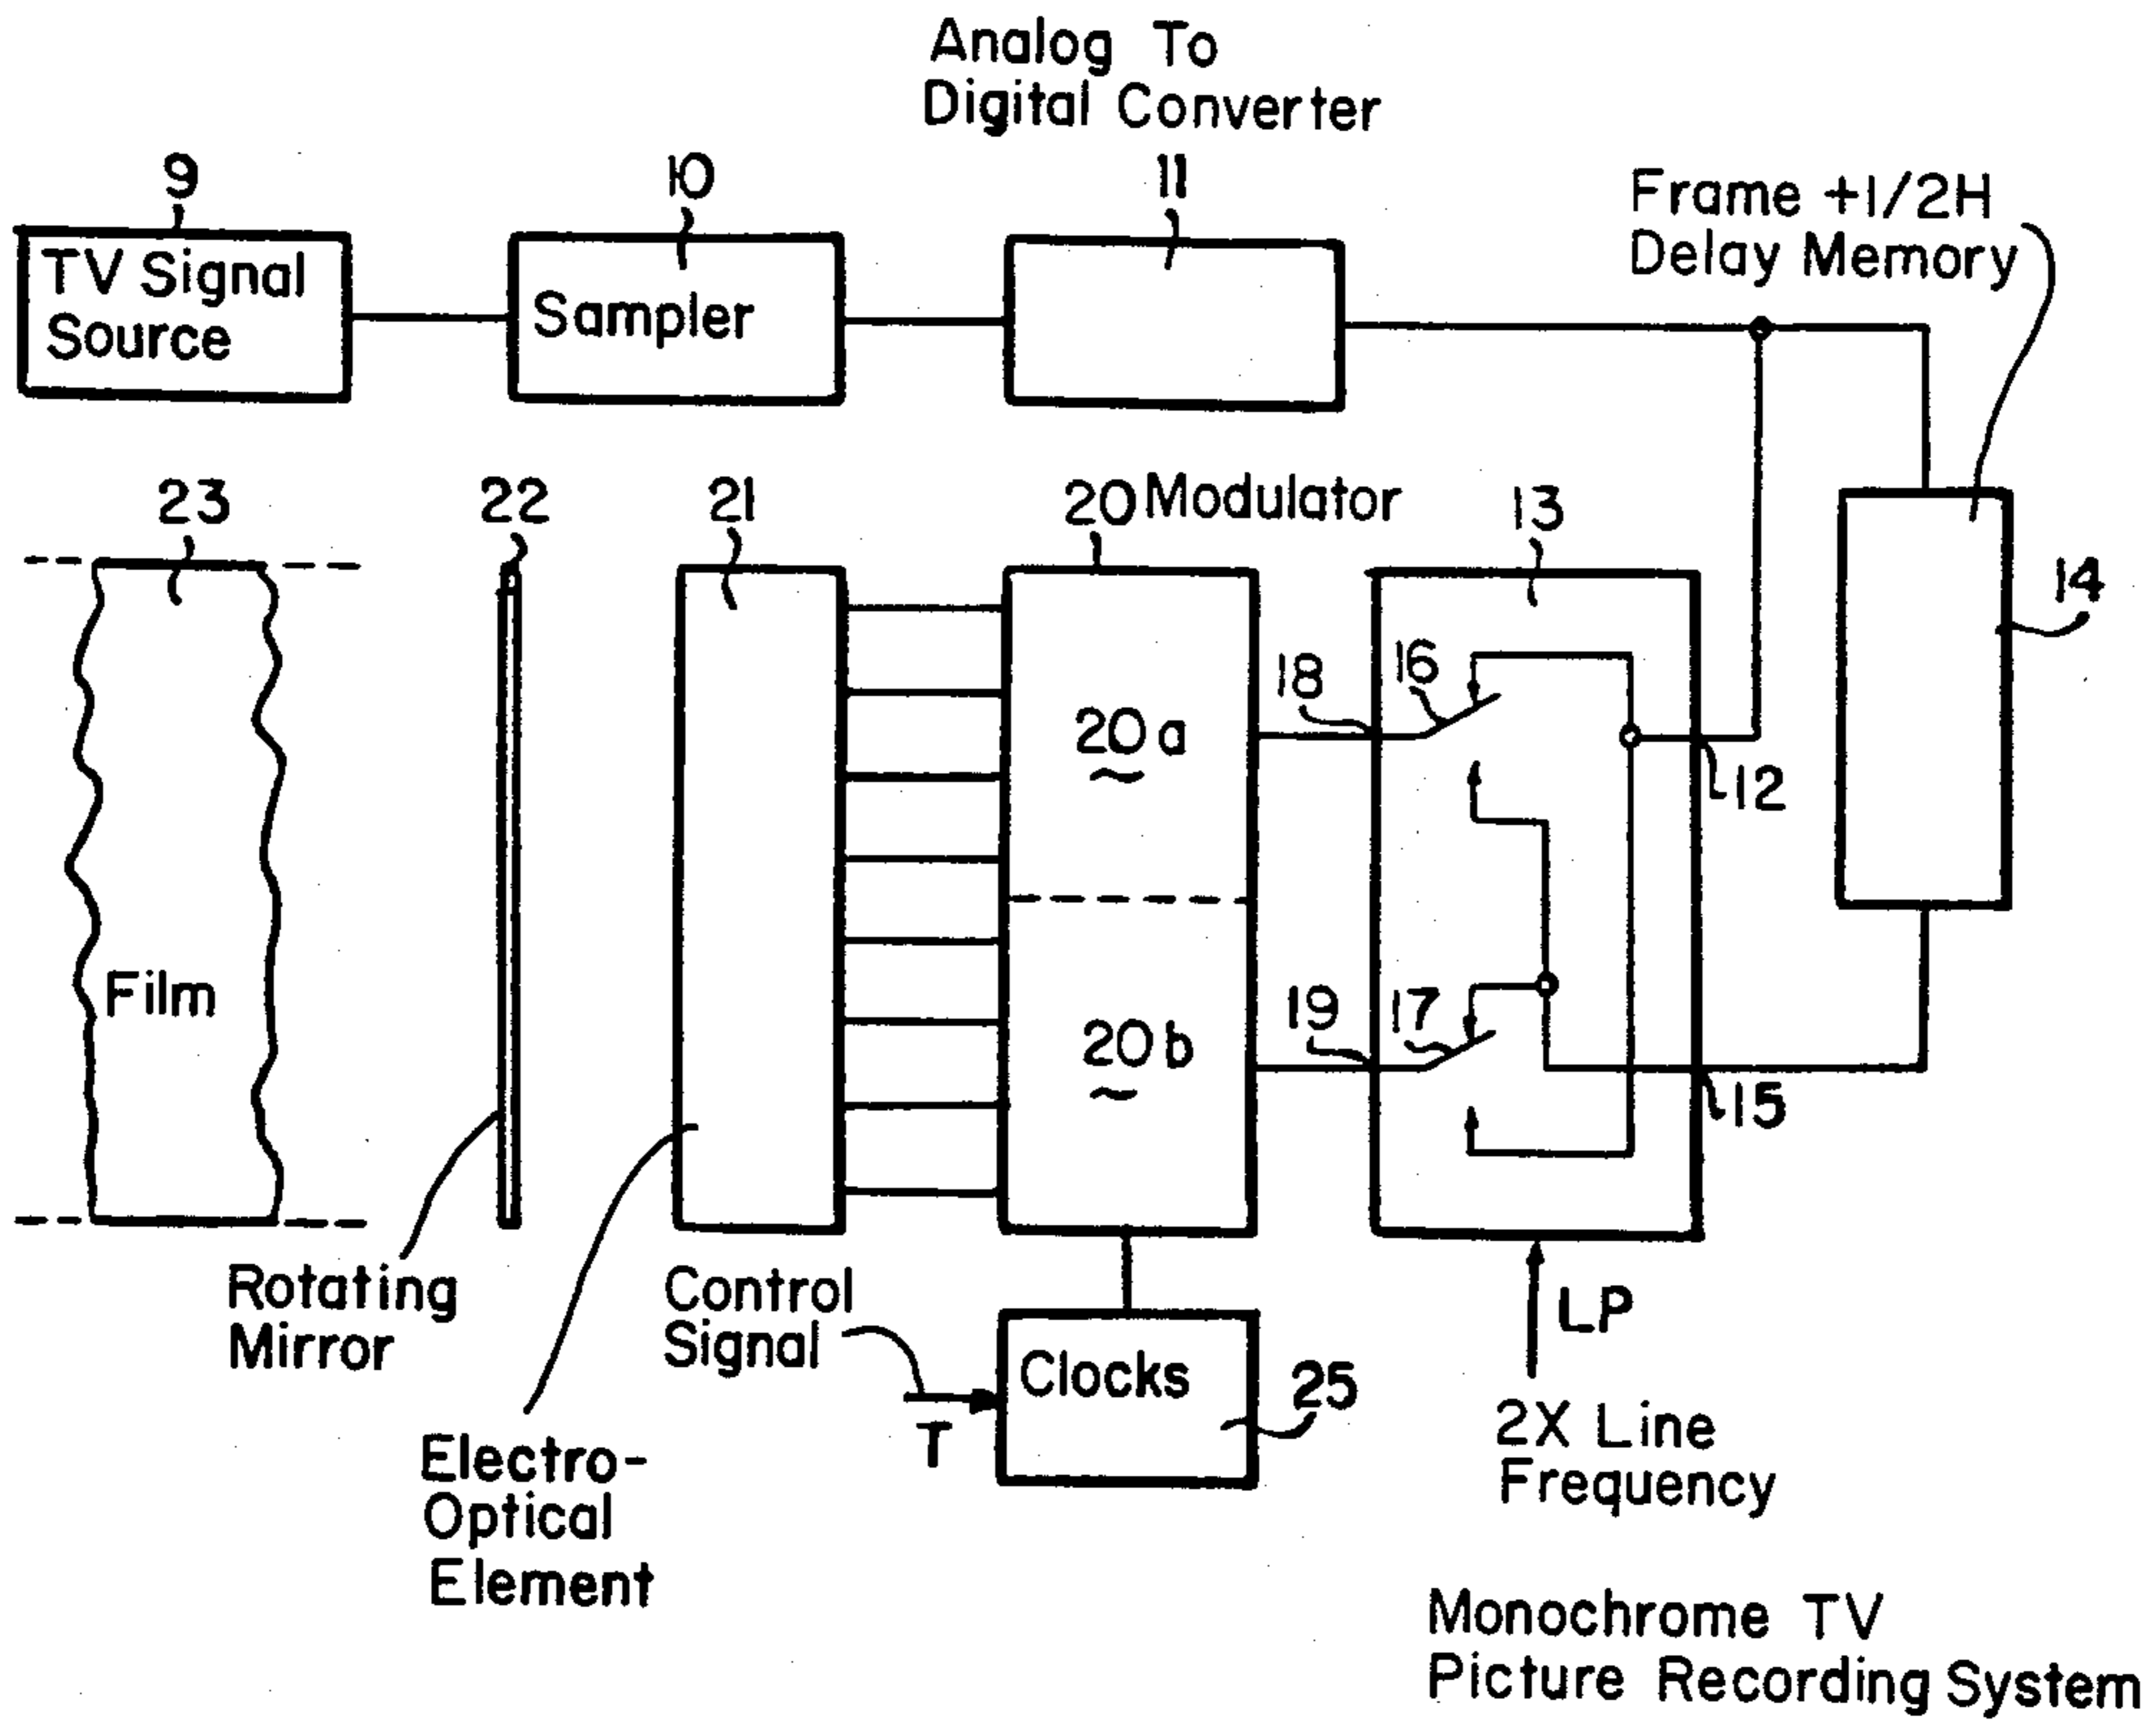 Analog To
Digital Converter
9
10
11
Frame +1/2H
Delay Memory
TV Signal
Source
Sampler
23
22
21
20 Modulator
13
14
18
16
20a
12
Film
19
17
20b
15
Rotating
Mirror
Control
Signal
LP
Clocks
25
T
2X Line
Frequency
Electro-
Optical
Element
Monochrome TV
Picture Recording System